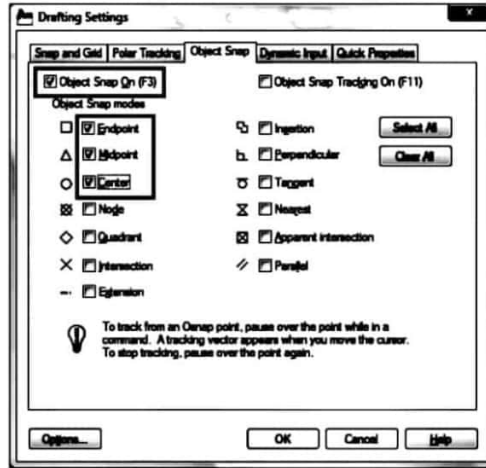 Drafting Settings
Snap and Grid Polar Tracking Object Snap Dynamic Input Quick Properties
Object Snap On (F3) Object Snap Tracking On (F11)
Object Snap modes
Endpoint Insertion Select All
Midpoint Perpendicular Clear All
Center Tangent
Node Nearest
Quadrant Apparent intersection
Intersection Parallel
Extension
To track from an Osnap point, pause over the point while in a
command. A tracking vector appears when you move the cursor.
To stop tracking, pause over the point again.
Options... OK Cancel Help